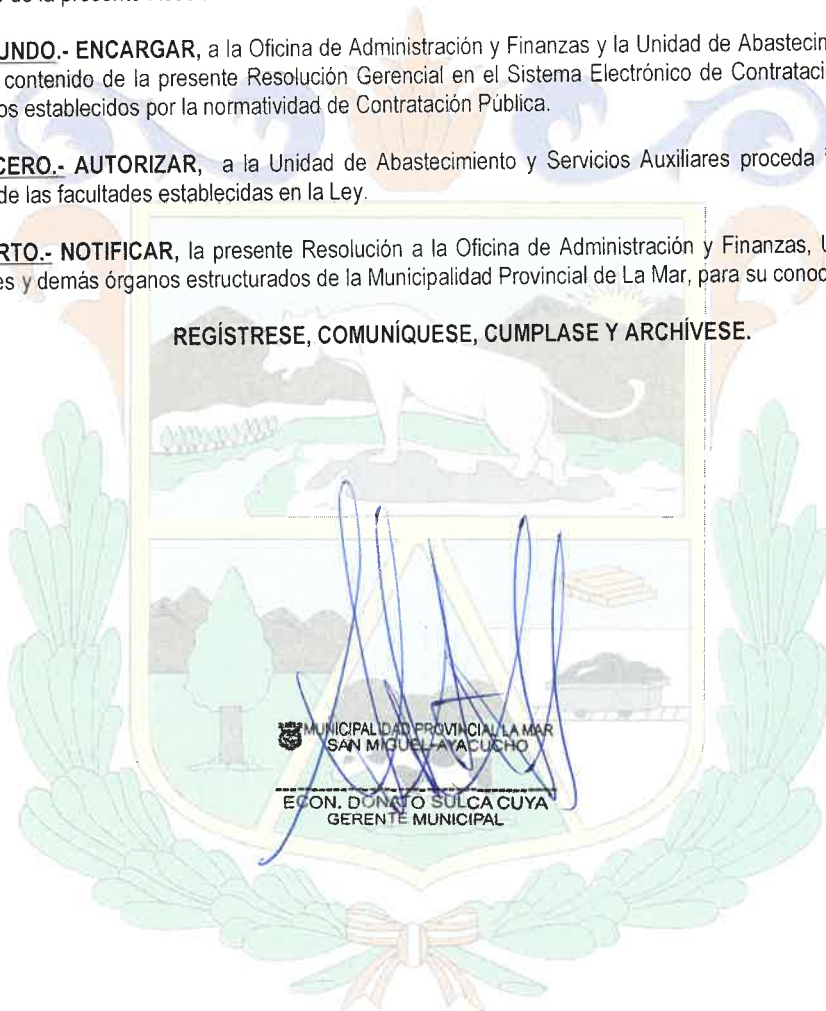 de la presente
UNDO.- ENCARGAR, a la Oficina de Administración y Finanzas y la Unidad de Abastecim
contenido de la presente Resolución Gerencial en el Sistema Electrónico de Contrataci
os establecidos por la normatividad de Contratación Pública.
CERO.- AUTORIZAR, a la Unidad de Abastecimiento y Servicios Auxiliares proceda
de las facultades establecidas en la Ley.
RTO.- NOTIFICAR, la presente Resolución a la Oficina de Administración y Finanzas, U
es y demás órganos estructurados de la Municipalidad Provincial de La Mar, para su conoc
REGÍSTRESE, COMUNÍQUESE, CUMPLASE Y ARCHÍVESE.
MUNICIPALIDAD PROVINCIAL LA MAR
SAN MIGUEL-AYACUCHO
ECON. DONATO SULCA CUYA
GERENTE MUNICIPAL